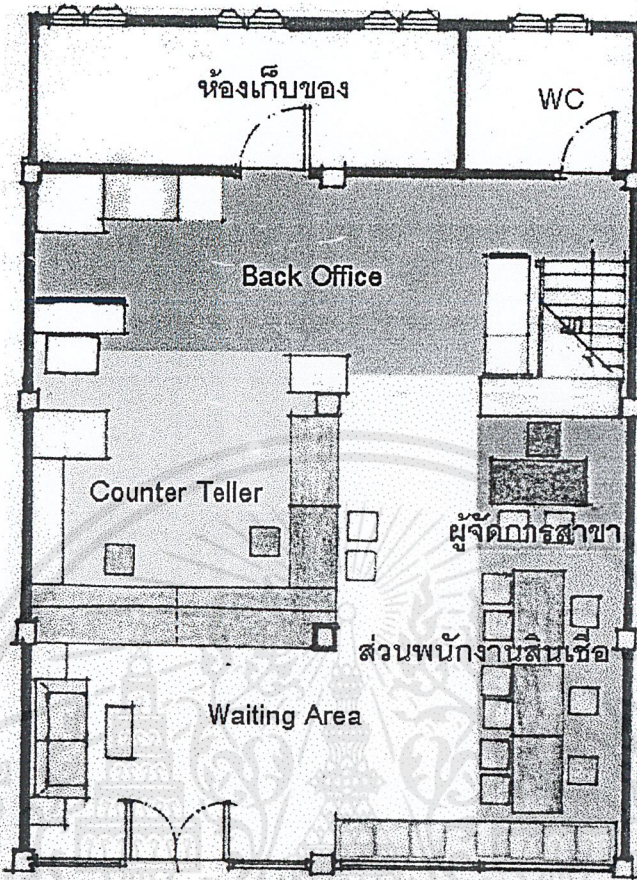 ห้องเก็บของ
WC
Back Office
Counter Teller
ผู้จัดการสาขา
ส่วนพนักงานสินเชื่อ
Waiting Area